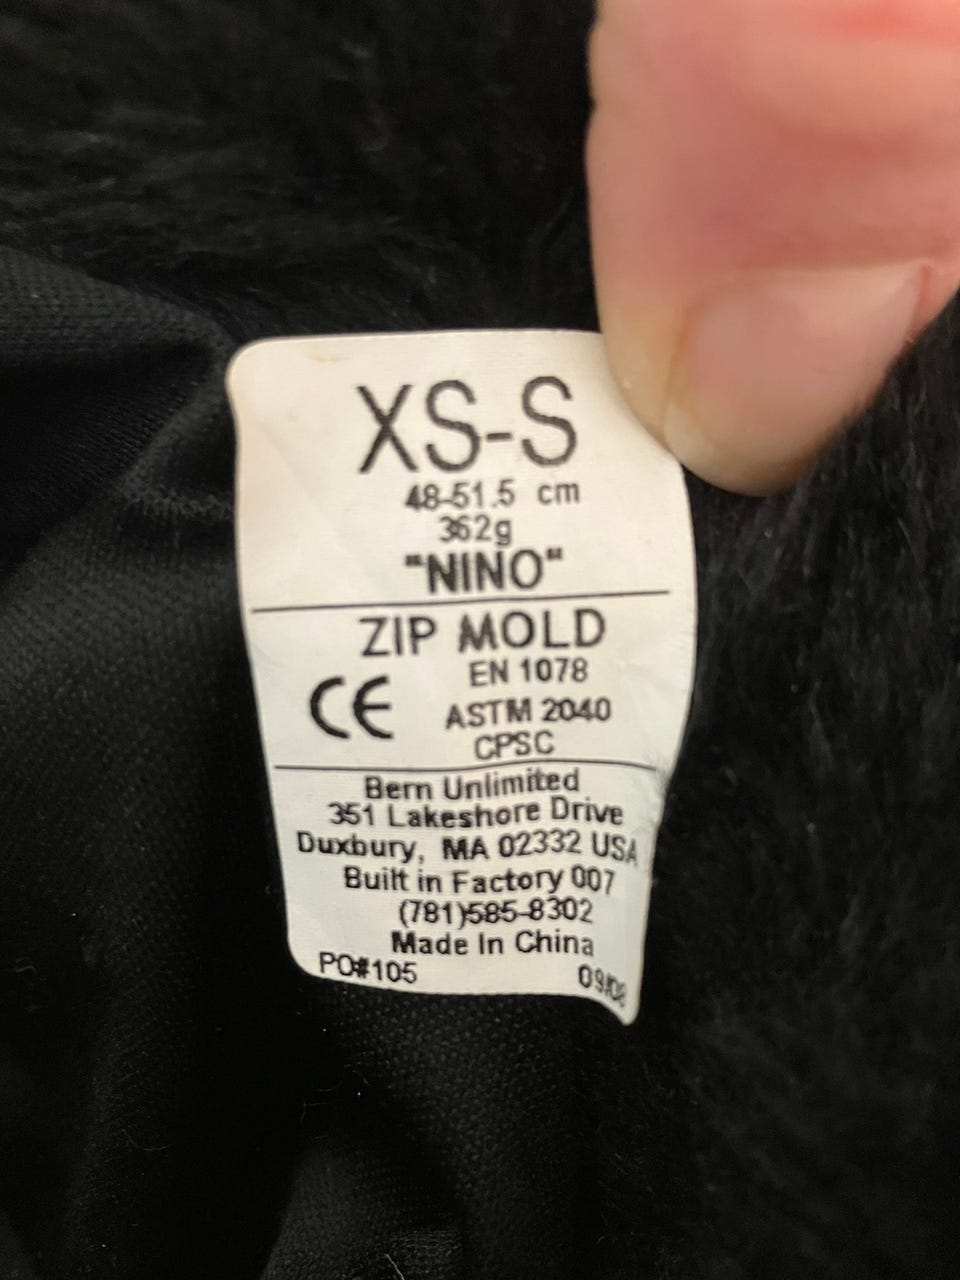 XS-S
48-51.5 cm
362g
"NINO"
ZIP MOLD
CE
EN 1078
ASTM 2040
CPSC
Bern Unlimited
351 Lakeshore Drive
Duxbury, MA 02332 USA
Built in Factory 007
(781)585-8302
Made In China
PO#105